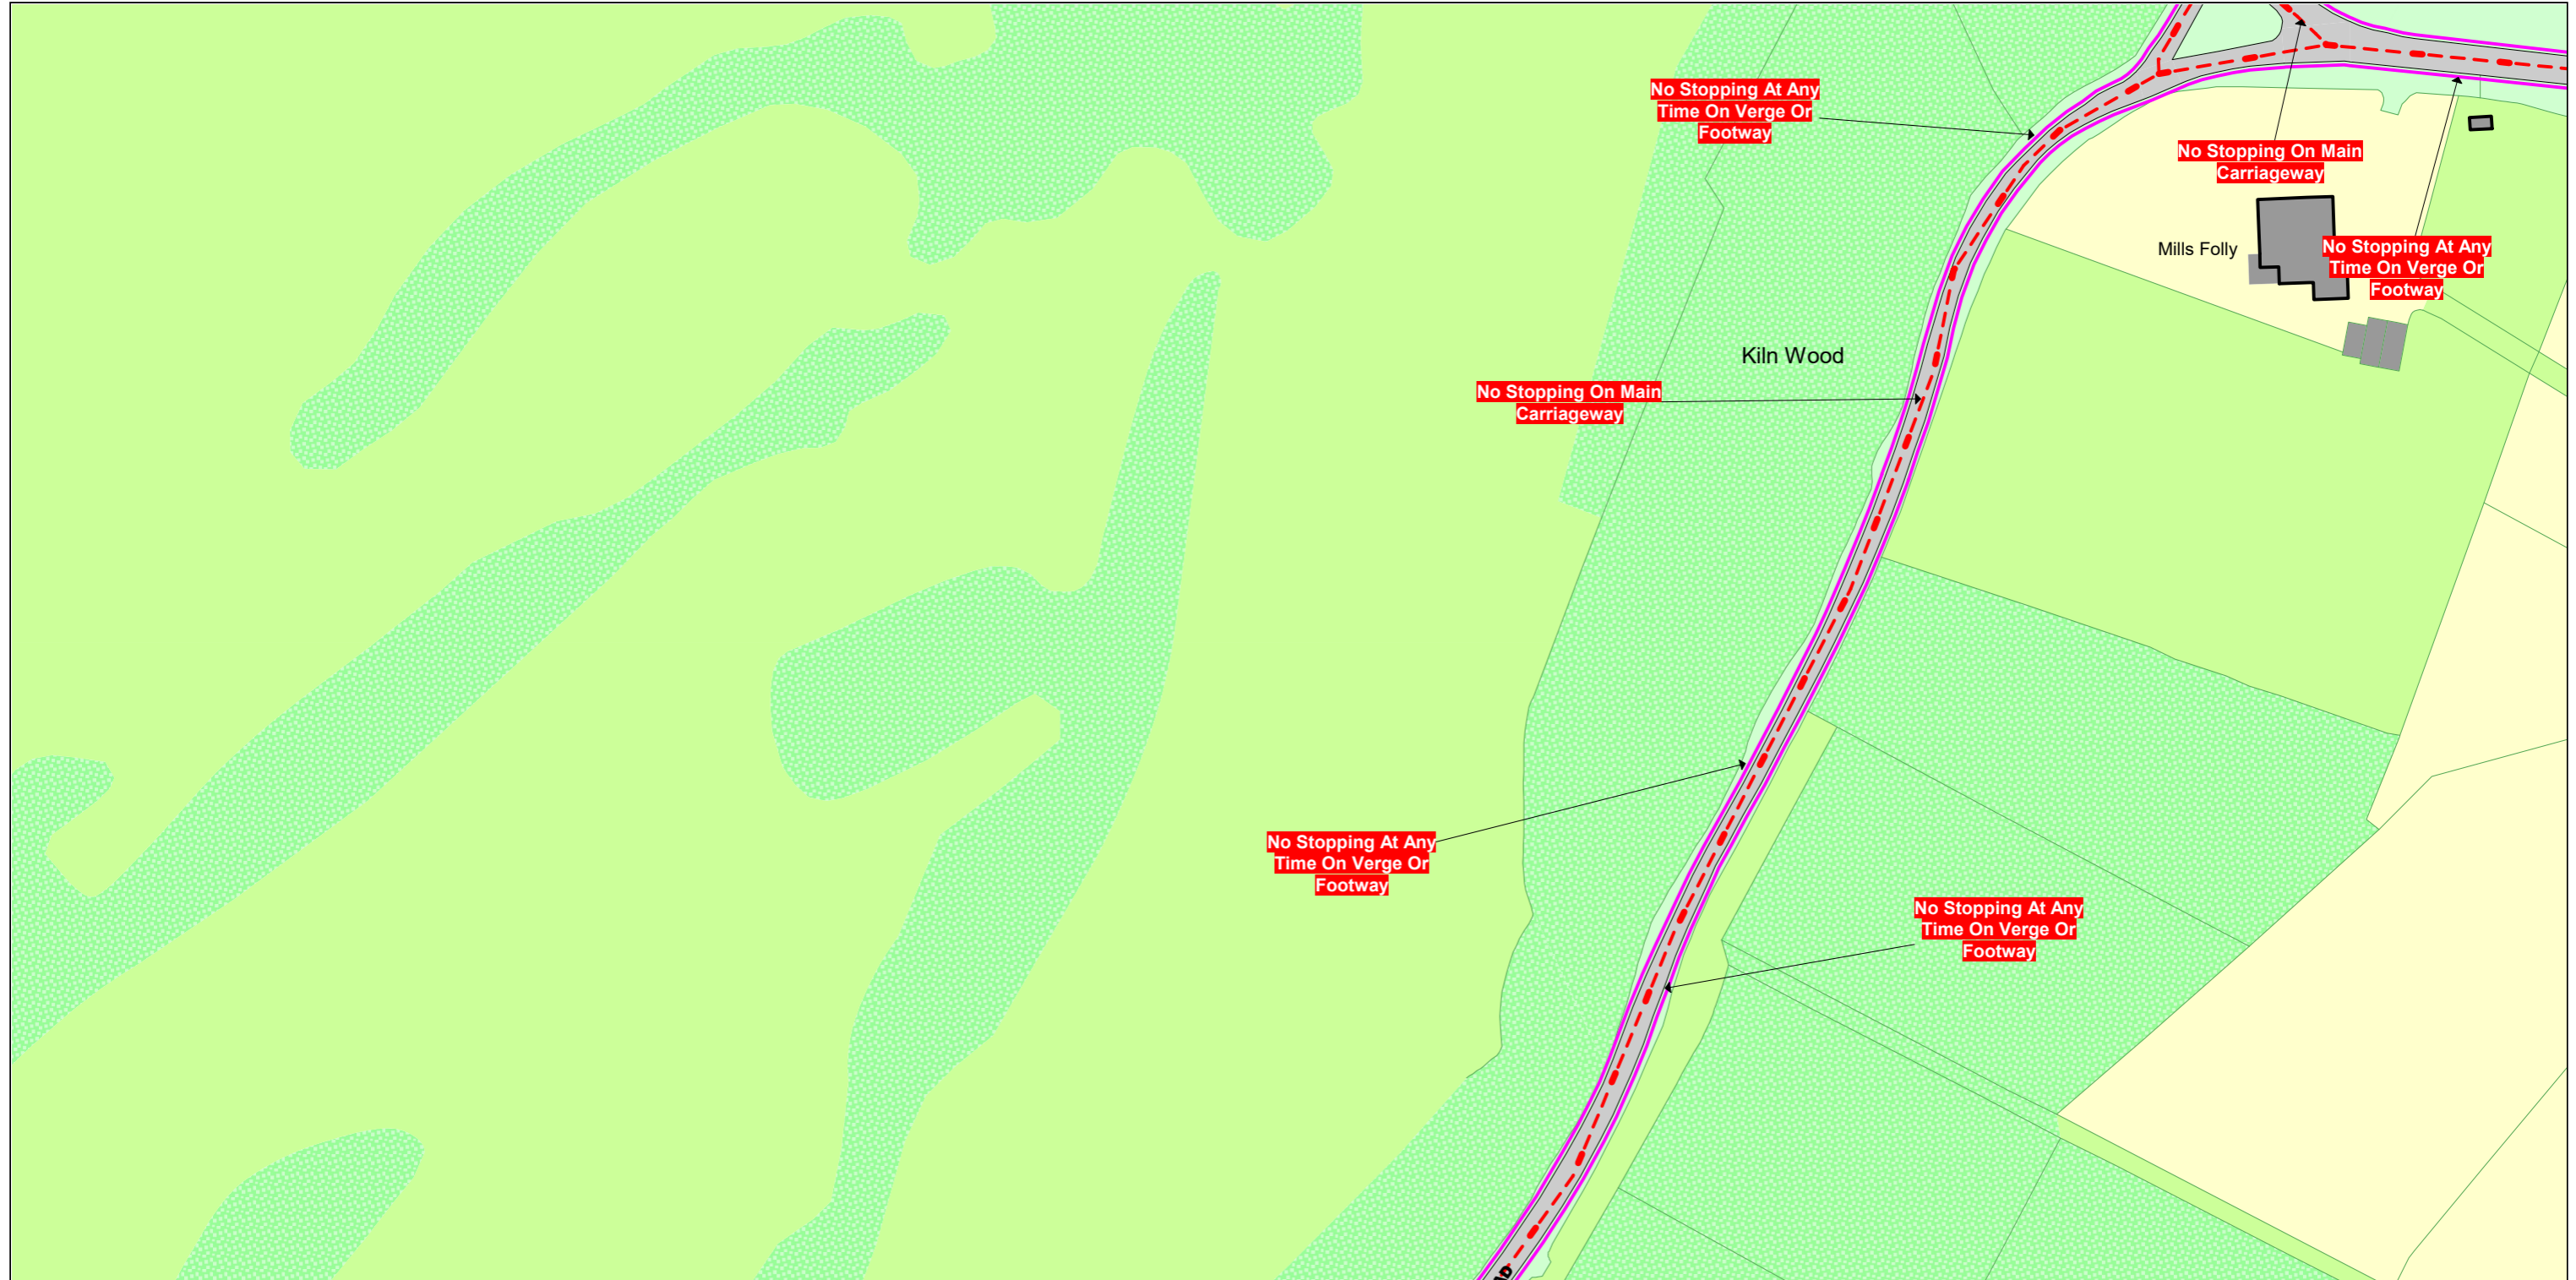 No Stopping At Any
Time On Verge Or
Footway
No Stopping On Main
Carriageway
Mills Folly
No Stopping At Any
Time On Verge Or
Footway
Kiln Wood
No Stopping On Main
Carriageway
No Stopping At Any
Time On Verge Or
Footway
No Stopping At Any
Time On Verge Or
Footway